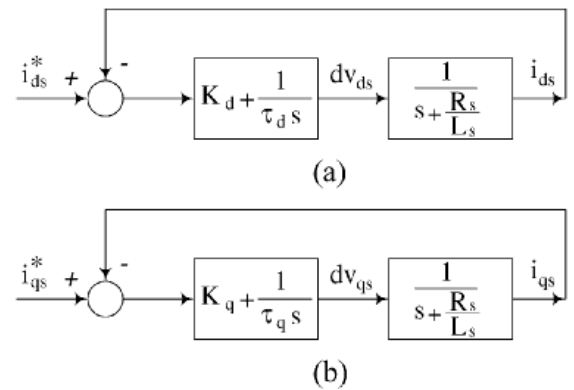 i*ds + - Kd + 1/τd s dvds 1/(s + Rs/Ls) ids
(a)
i*qs + - Kq + 1/τq s dvqs 1/(s + Rs/Ls) iqs
(b)